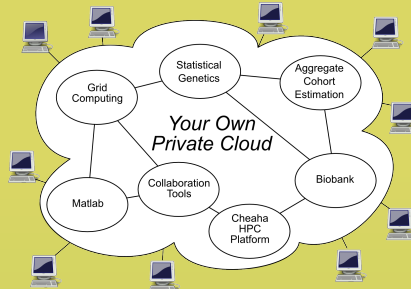 Statistical
Genetics
Aggregate
Cohort
Estimation
Grid
Computing
Your Own
Private Cloud
Collaboration
Tools
Biobank
Matlab
Cheaha
HPC
Platform